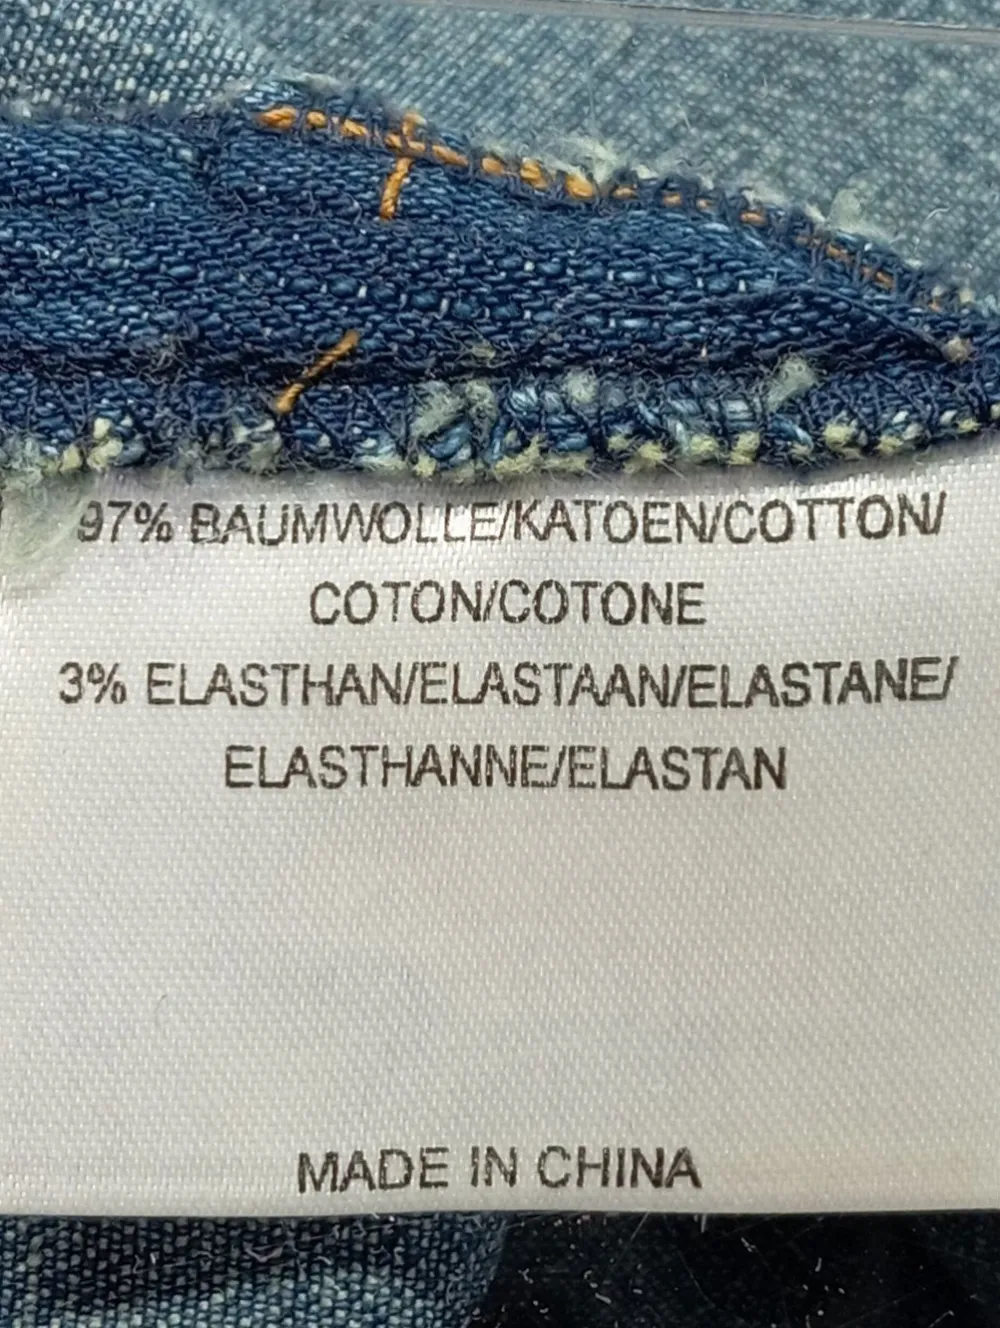 97% BAUMWOLLE/KATOEN/COTTON/
COTON/COTONE
3% ELASTHAN/ELASTAAN/ELASTANE/
ELASTHANNE/ELASTAN
MADE IN CHINA